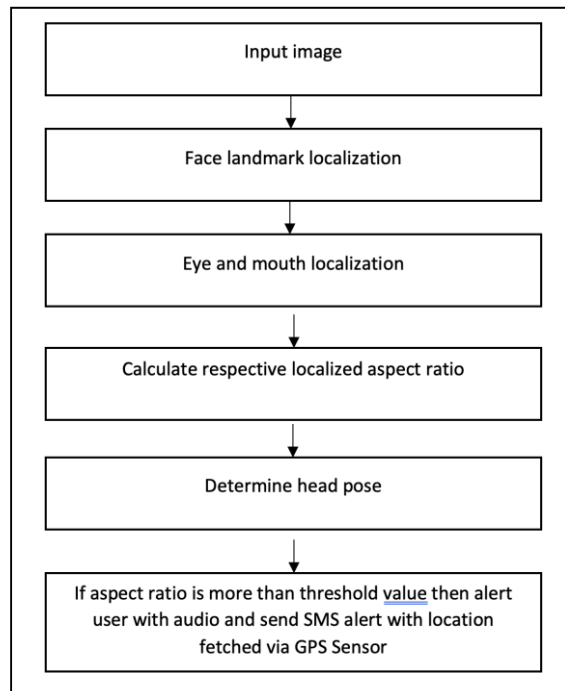 Input image
Face landmark localization
Eye and mouth localization
Calculate respective localized aspect ratio
Determine head pose
If aspect ratio is more than threshold value then alert
user with audio and send SMS alert with location
fetched via GPS Sensor